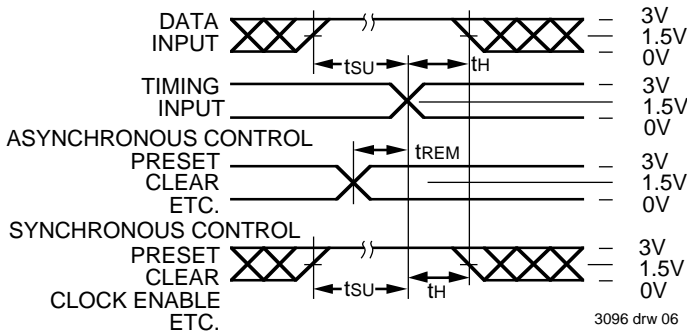 DATA
INPUT
3V
1.5V
0V
tSU
tH
TIMING
INPUT
3V
1.5V
0V
ASYNCHRONOUS CONTROL
PRESET
CLEAR
ETC.
tREM
3V
1.5V
0V
SYNCHRONOUS CONTROL
PRESET
CLEAR
CLOCK ENABLE
ETC.
tSU
tH
3V
1.5V
0V
3096 drw 06